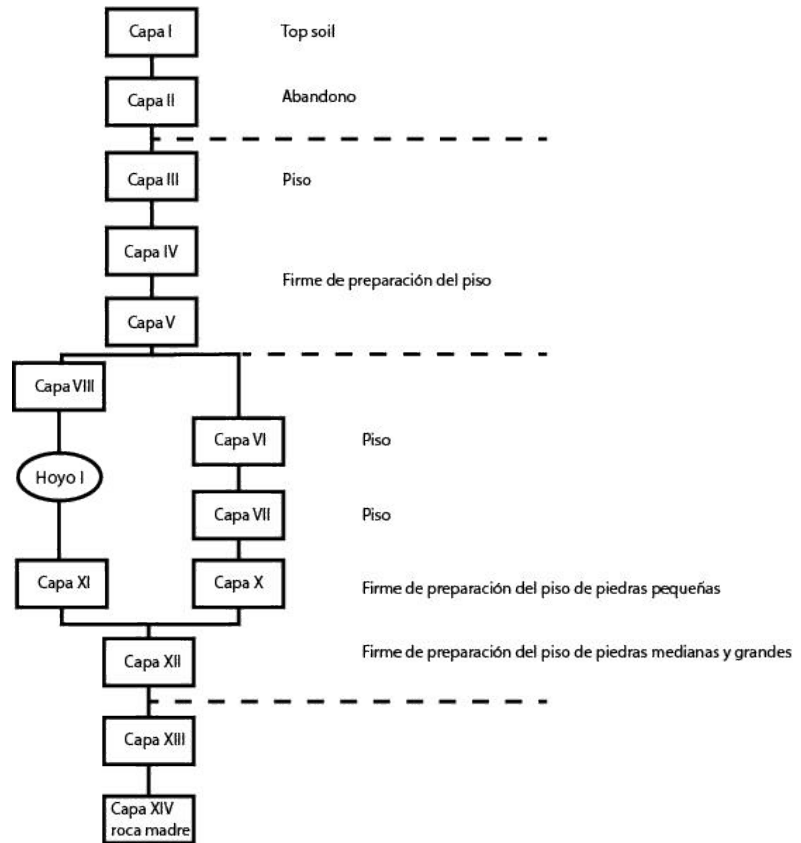 Capa I Top soil
Capa II Abandono
Capa III Piso
Capa IV
Firme de preparación del piso
Capa V
Capa VIII
Capa VI Piso
Hoyo I
Capa VII Piso
Capa XI Capa X Firme de preparación del piso de piedras pequeñas
Capa XII Firme de preparación del piso de piedras medianas y grandes
Capa XIII
Capa XIV
roca madre